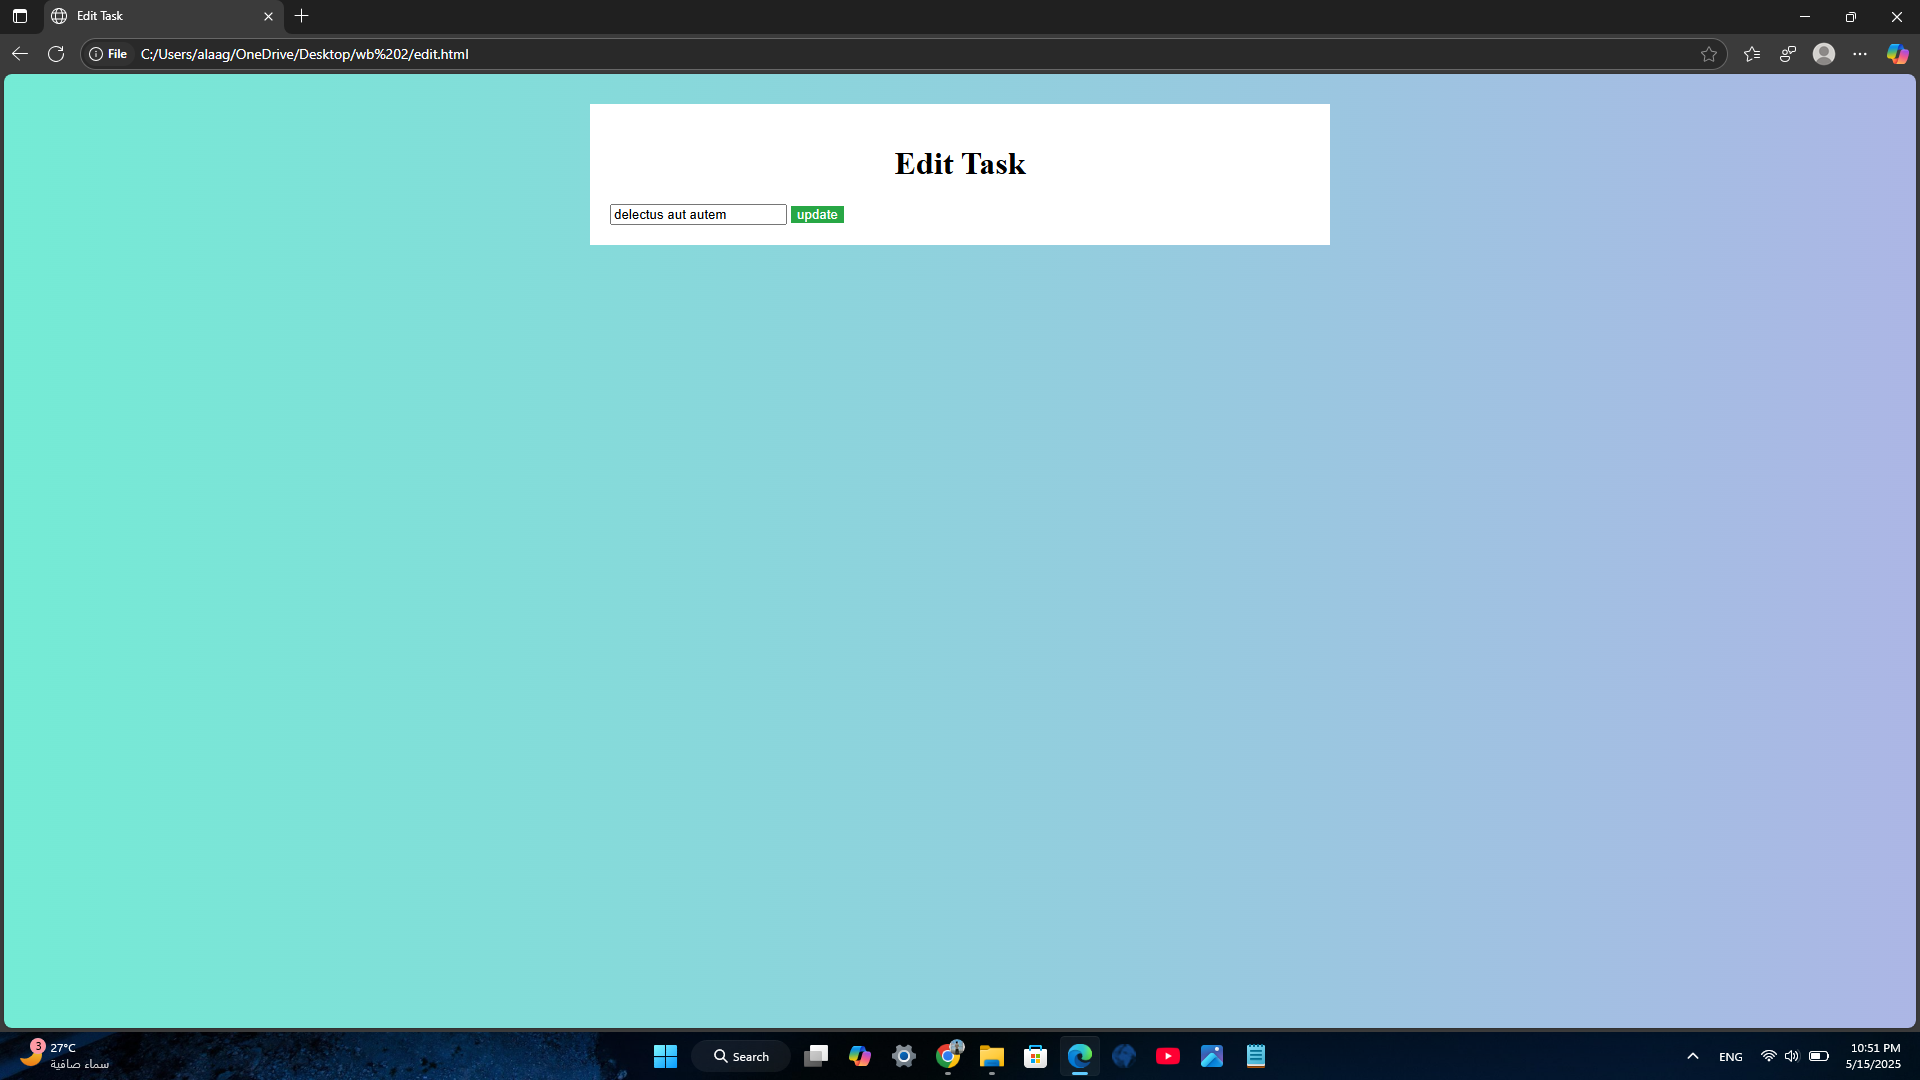 Edit Task
File C:/Users/alaag/OneDrive/Desktop/wb%202/edit.html
Edit Task
delectus aut autem update
3
27°C
سماء صافية
Search
ENG
10:51 PM
5/15/2025